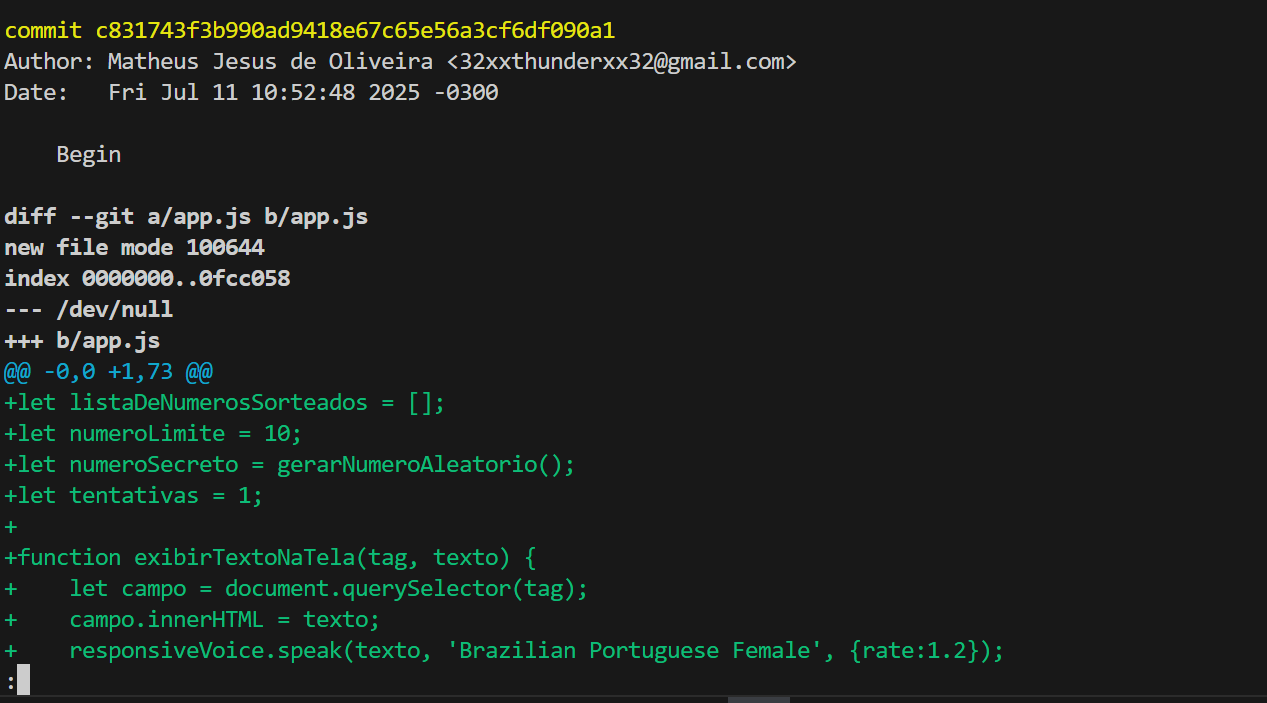 commit c831743f3b990ad9418e67c65e56a3cf6df090a1
Author: Matheus Jesus de Oliveira <32xxthunderxx32@gmail.com>
Date:   Fri Jul 11 10:52:48 2025 -0300

    Begin

diff --git a/app.js b/app.js
new file mode 100644
index 0000000..0fcc058
--- /dev/null
+++ b/app.js
@@ -0,0 +1,73 @@
+let listaDeNumerosSorteados = [];
+let numeroLimite = 10;
+let numeroSecreto = gerarNumeroAleatorio();
+let tentativas = 1;
+
+function exibirTextoNaTela(tag, texto) {
+    let campo = document.querySelector(tag);
+    campo.innerHTML = texto;
+    responsiveVoice.speak(texto, 'Brazilian Portuguese Female', {rate:1.2});
: